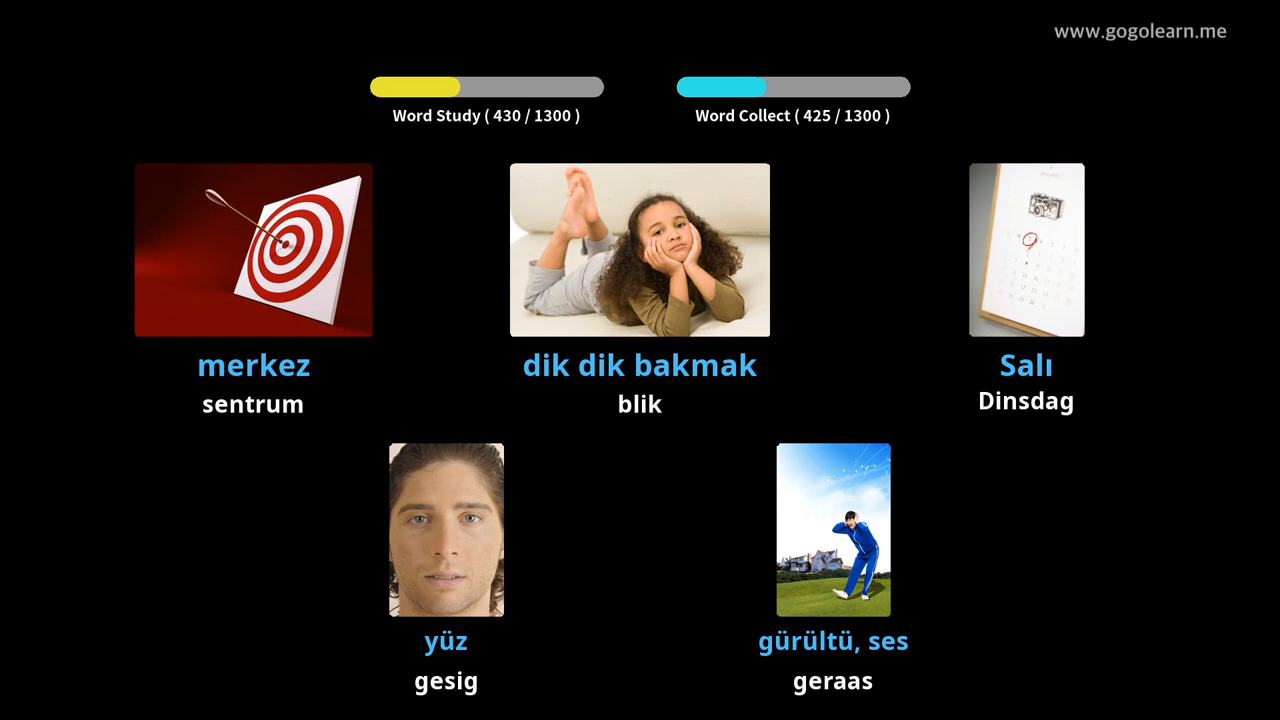 www.gogolearn.me
Word Study ( 430 / 1300 )
Word Collect ( 425 / 1300 )
merkez
dik dik bakmak
Salı
sentrum
blik
Dinsdag
yüz
gürültü, ses
gesig
geraas